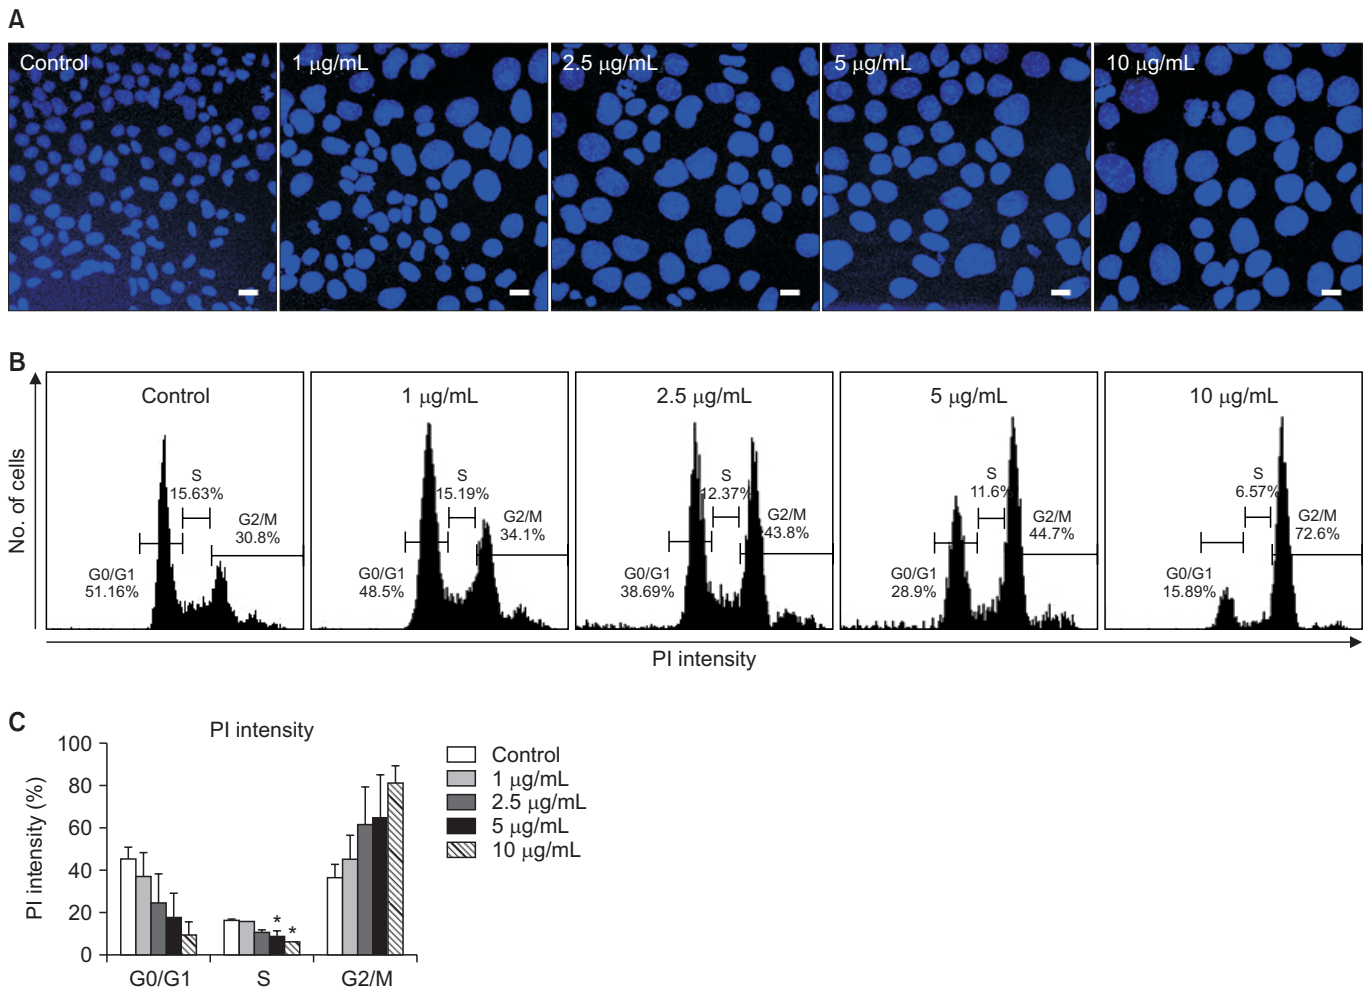 A
Control
1 μg/mL
2.5 μg/mL
5 μg/mL
10 μg/mL
B
No. of cells
Control
S
15.63%
G2/M
30.8%
G0/G1
51.16%
1 μg/mL
S
15.19%
G2/M
34.1%
G0/G1
48.5%
2.5 μg/mL
S
12.37%
G2/M
43.8%
G0/G1
38.69%
5 μg/mL
S
11.6%
G2/M
44.7%
G0/G1
28.9%
10 μg/mL
S
6.57%
G2/M
72.6%
G0/G1
15.89%
PI intensity
C
PI intensity
PI intensity (%)
100
80
60
40
20
0
* *
G0/G1 S G2/M
Control
1 μg/mL
2.5 μg/mL
5 μg/mL
10 μg/mL